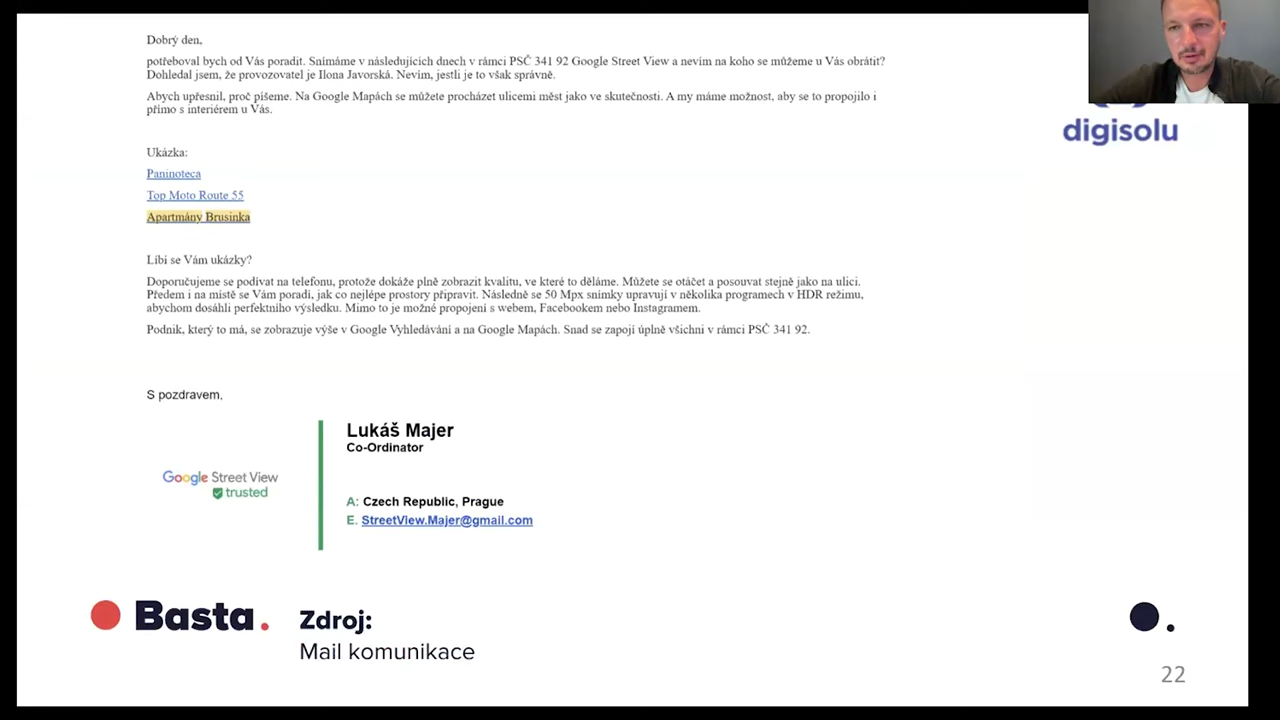 Dobrý den,
potřeboval bych od Vás poradit. Snímáme v následujících dnech v rámci PSČ 341 92 Google Street View a nevím na koho se můžeme u Vás obrátit?
Dohledal jsem, že provozovatel je Ilona Javorská. Nevím, jestli je to však správně.
Abych upřesnil, proč píšeme. Na Google Mapách se můžete procházet ulicemi měst jako ve skutečnosti. A my máme možnost, aby se to propojilo i
přímo s interiérem u Vás.
Ukázka:
Paninoteca
Top Moto Route 55
Apartmány Brusinka
Líbí se Vám ukázky?
Doporučujeme se podívat na telefonu, protože dokáže plně zobrazit kvalitu, ve které to děláme. Můžete se otáčet a posouvat stejně jako na ulici.
Předem i na místě se Vám poradí, jak co nejlépe prostory připravit. Následně se 50 Mpx snímky upravují v několika programech v HDR režimu,
abychom dosáhli perfektního výsledku. Mimo to je možné propojení s webem, Facebookem nebo Instagramem.
Podnik, který to má, se zobrazuje výše v Google Vyhledávání a na Google Mapách. Snad se zapojí úplně všichni v rámci PSČ 341 92.
S pozdravem,
Lukáš Majer
Co-Ordinator
Google Street View
trusted
A: Czech Republic, Prague
E. StreetView.Majer@gmail.com
digisolu
Basta.
Zdroj:
Mail komunikace
22